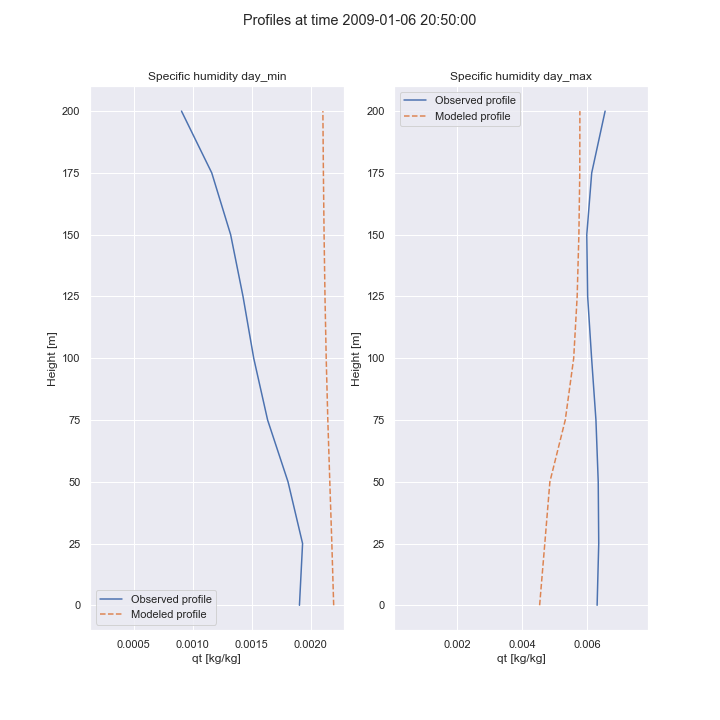 Profiles at time 2009-01-06 20:50:00
Specific humidity day_min
200
175
150
125
100
75
50
25
0
Height [m]
Observed profile
Modeled profile
0.0005 0.0010 0.0015 0.0020
qt [kg/kg]
Specific humidity day_max
Observed profile
Modeled profile
200
175
150
125
100
75
50
25
0
Height [m]
0.002 0.004 0.006
qt [kg/kg]